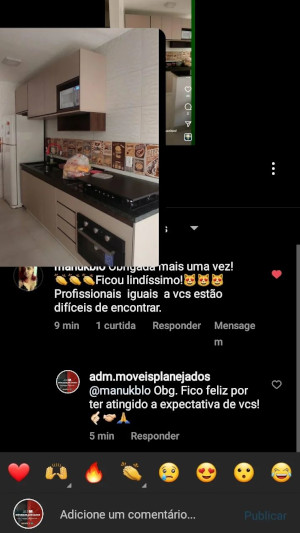 manukblo Obrigada mais uma vez!
👏👏👏Ficou lindíssimo!😻😻😻
Profissionais iguais a vcs estão
difíceis de encontrar.
9 min 1 curtida Responder Mensage
m
adm.moveisplanejados
@manukblo Obg. Fico feliz por
ter atingido a expectativa de vcs!
5 min Responder
❤️ 🙌 🔥 👏 😢 😍 😮 😂
Adicione um comentário... Publicar